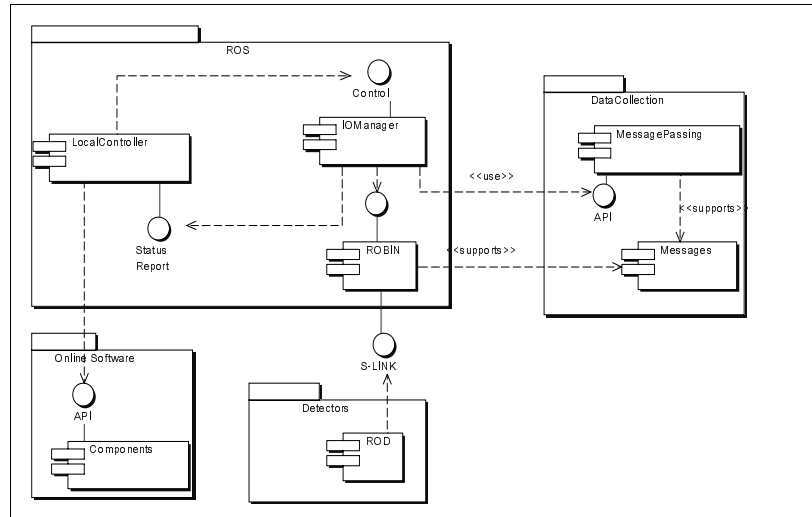 ROS
Control
IOManager
LocalController
Status
Report
ROBIN
S-LINK
<<use>>
<<supports>>
DataCollection
MessagePassing
API
<<supports>>
Messages
Online Software
API
Components
Detectors
ROD